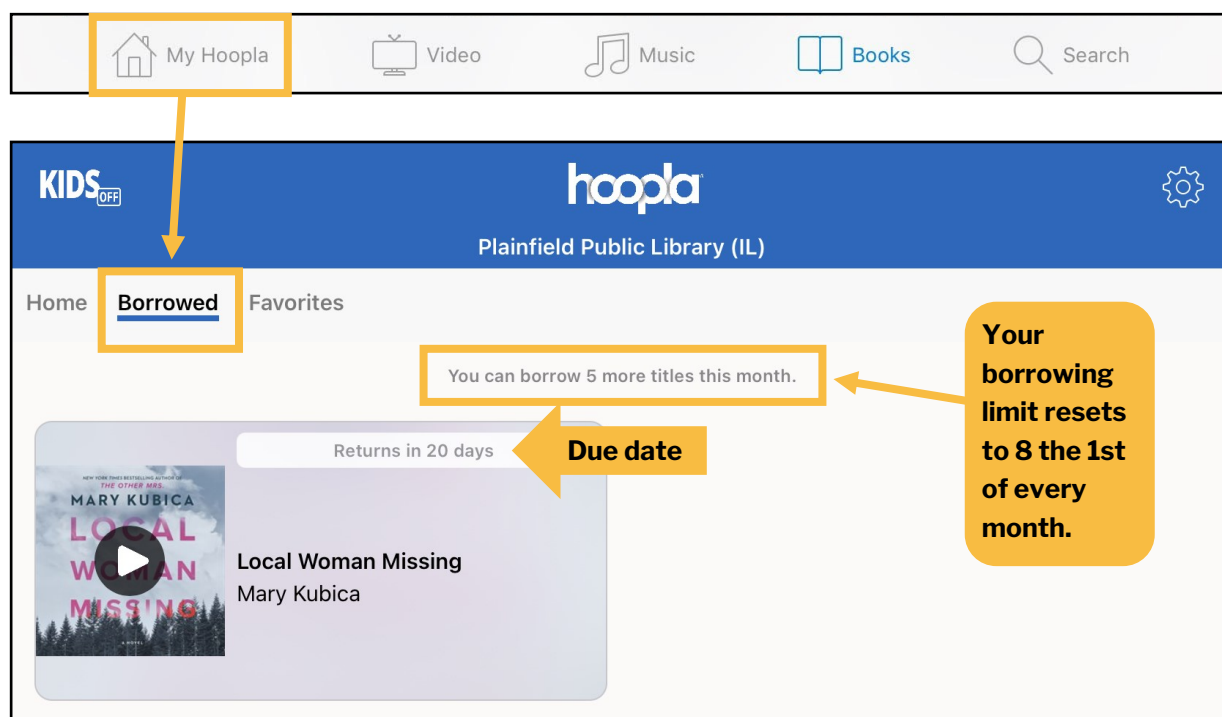 My Hoopla
Video
Music
Books
Search
KIDS
OFF
hoopla
Plainfield Public Library (IL)
Home
Borrowed
Favorites
You can borrow 5 more titles this month.
Your
borrowing
limit resets
to 8 the 1st
of every
month.
Returns in 20 days
Due date
NEW YORK TIMES BESTSELLING AUTHOR OF
THE OTHER MRS.
MARY KUBICA
LOCAL
WOMAN
MISSING
A NOVEL
Local Woman Missing
Mary Kubica